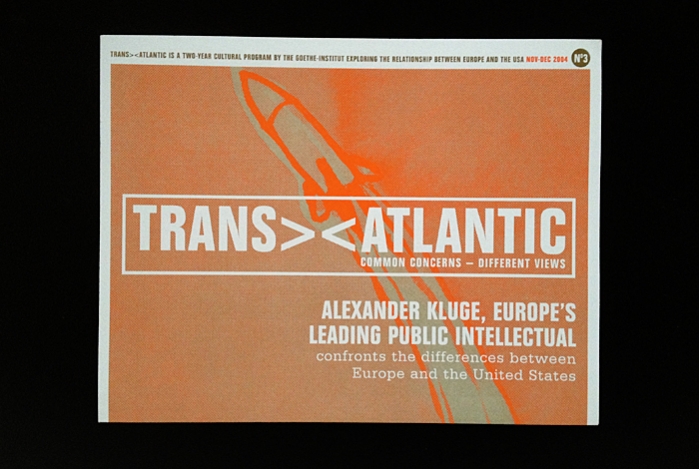 TRANS><ATLANTIC IS A TWO-YEAR CULTURAL PROGRAM BY THE GOETHE-INSTITUT EXPLORING THE RELATIONSHIP BETWEEN EUROPE AND THE USA NOV-DEC 2004 Nº3
TRANS><ATLANTIC
COMMON CONCERNS – DIFFERENT VIEWS
ALEXANDER KLUGE, EUROPE'S
LEADING PUBLIC INTELLECTUAL
confronts the differences between
Europe and the United States